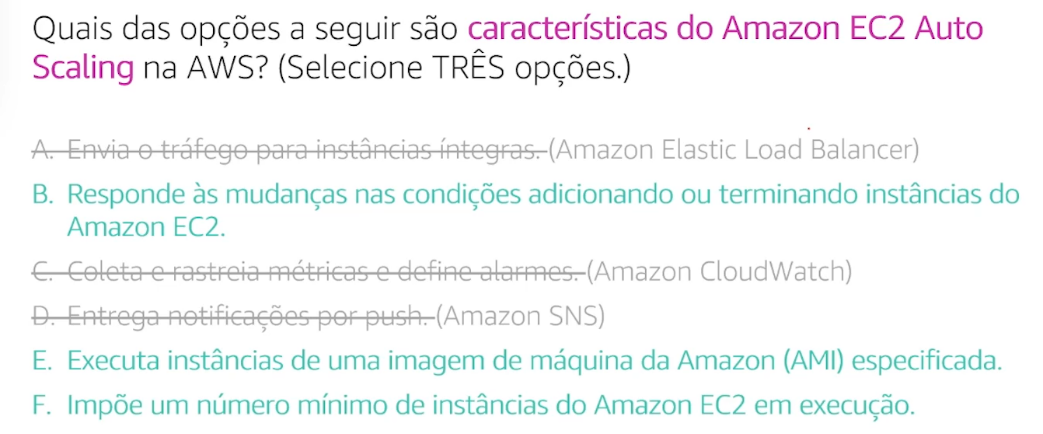 Quais das opções a seguir são características do Amazon EC2 Auto
Scaling na AWS? (Selecione TRÊS opções.)
A. Envia o tráfego para instâncias íntegras. (Amazon Elastic Load Balancer)
B. Responde às mudanças nas condições adicionando ou terminando instâncias do
Amazon EC2.
C. Coleta e rastreia métricas e define alarmes. (Amazon CloudWatch)
D. Entrega notificações por push. (Amazon SNS)
E. Executa instâncias de uma imagem de máquina da Amazon (AMI) especificada.
F. Impõe um número mínimo de instâncias do Amazon EC2 em execução.